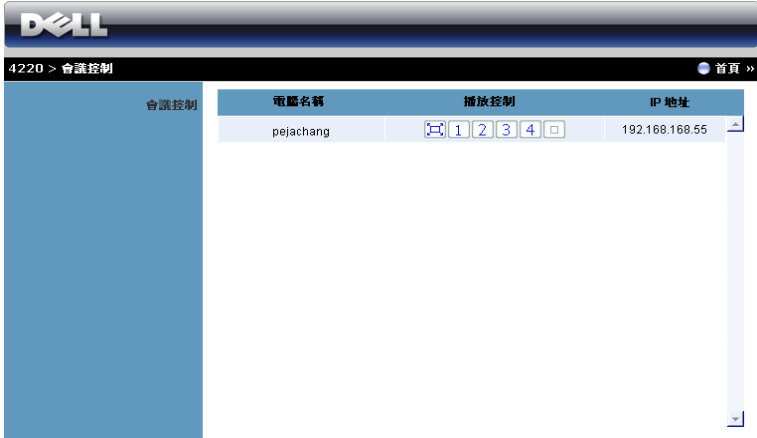 DELL
4220 > 會議控制
首頁 »
會議控制
電腦名稱 播放控制 IP 地址
pejachang 1 2 3 4 192.168.168.55